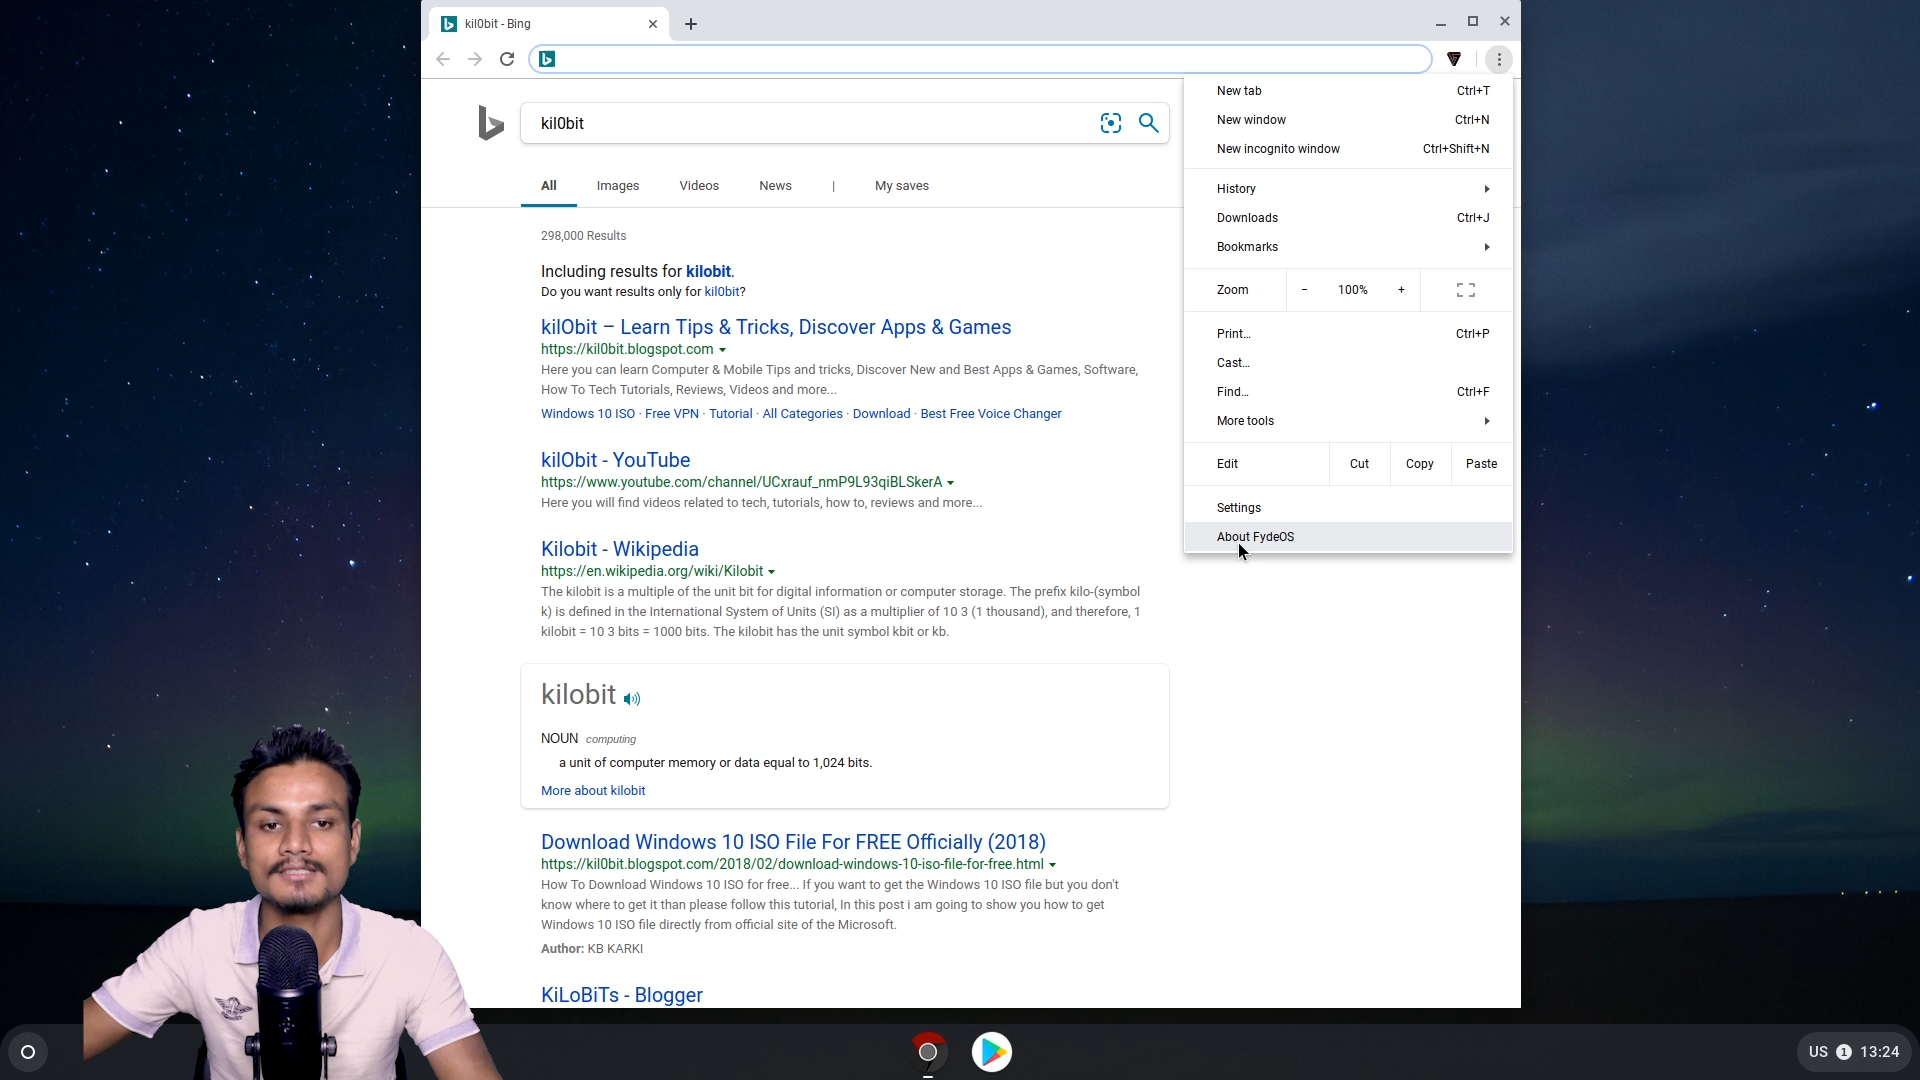 kil0bit - Bing
kil0bit
All Images Videos News | My saves
298,000 Results
Including results for kilobit.
Do you want results only for kil0bit?
kil0bit – Learn Tips & Tricks, Discover Apps & Games
https://kil0bit.blogspot.com
Here you can learn Computer & Mobile Tips and tricks, Discover New and Best Apps & Games, Software,
How To Tech Tutorials, Reviews, Videos and more...
Windows 10 ISO · Free VPN · Tutorial · All Categories · Download · Best Free Voice Changer
kil0bit - YouTube
https://www.youtube.com/channel/UCxrauf_nmP9L93qiBLSkerA
Here you will find videos related to tech, tutorials, how to, reviews and more...
Kilobit - Wikipedia
https://en.wikipedia.org/wiki/Kilobit
The kilobit is a multiple of the unit bit for digital information or computer storage. The prefix kilo-(symbol
k) is defined in the International System of Units (SI) as a multiplier of 10 3 (1 thousand), and therefore, 1
kilobit = 10 3 bits = 1000 bits. The kilobit has the unit symbol kbit or kb.
kilobit
NOUN computing
a unit of computer memory or data equal to 1,024 bits.
More about kilobit
Download Windows 10 ISO File For FREE Officially (2018)
https://kil0bit.blogspot.com/2018/02/download-windows-10-iso-file-for-free.html
How To Download Windows 10 ISO for free... If you want to get the Windows 10 ISO file but you don't
know where to get it than please follow this tutorial, In this post i am going to show you how to get
Windows 10 ISO file directly from official site of the Microsoft.
Author: KB KARKI
KiLoBiTs - Blogger
New tab Ctrl+T
New window Ctrl+N
New incognito window Ctrl+Shift+N
History
Downloads Ctrl+J
Bookmarks
Zoom - 100% +
Print... Ctrl+P
Cast...
Find... Ctrl+F
More tools
Edit Cut Copy Paste
Settings
About FydeOS
US 1 13:24